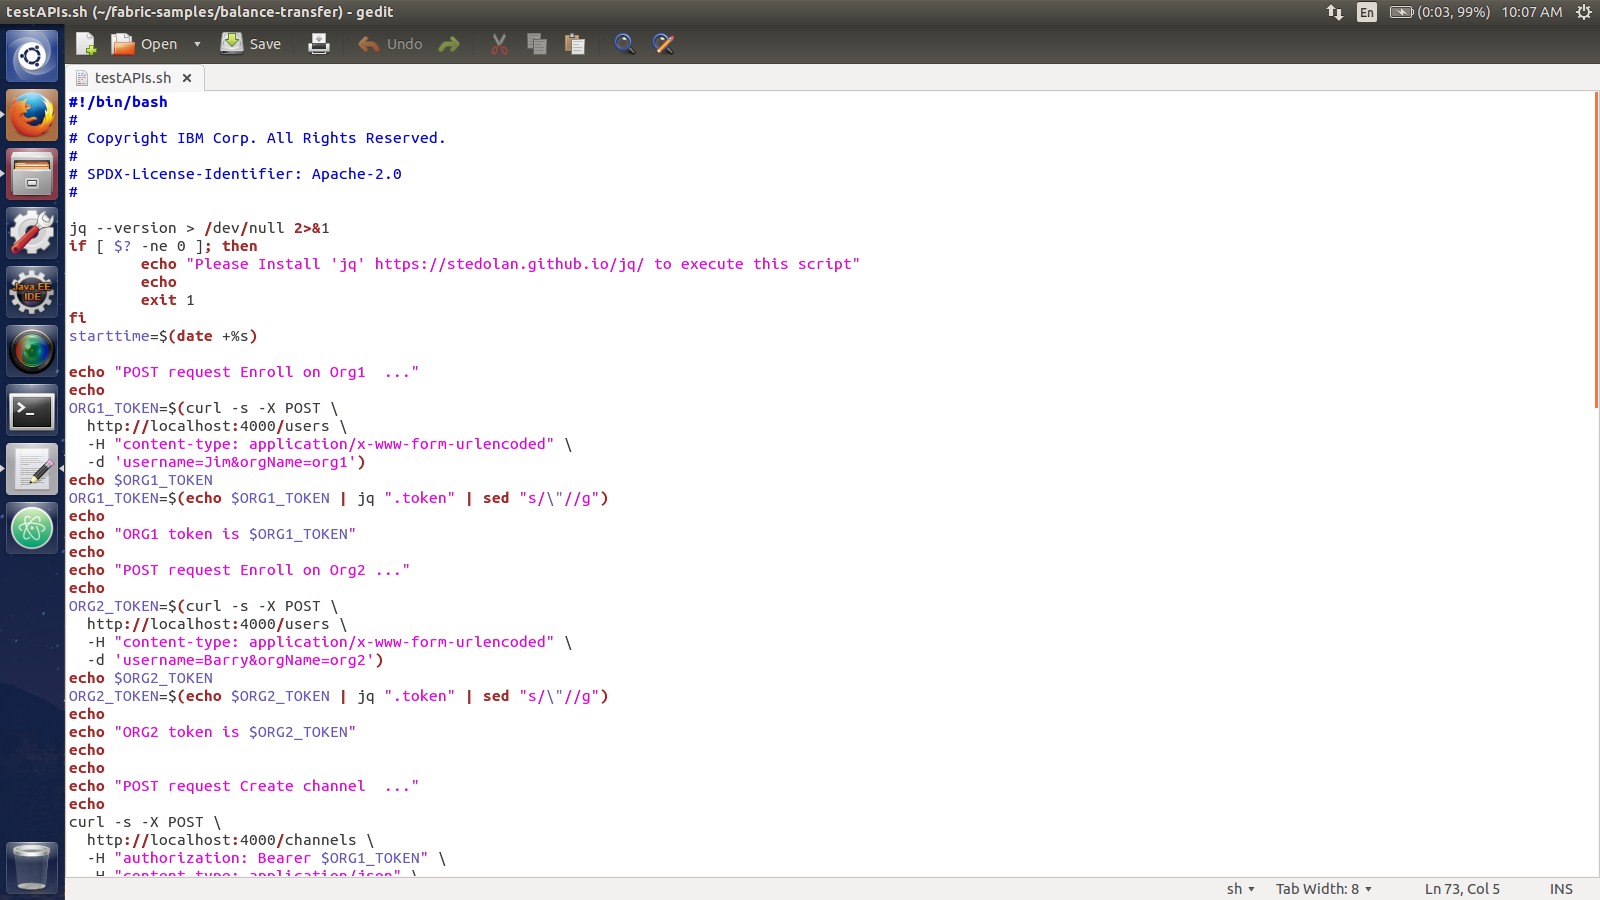 testAPIs.sh (~/fabric-samples/balance-transfer) - gedit
En (0:03, 99%) 10:07 AM
Open Save Undo
testAPIs.sh
#!/bin/bash
#
# Copyright IBM Corp. All Rights Reserved.
#
# SPDX-License-Identifier: Apache-2.0
#
jq --version > /dev/null 2>&1
if [ $? -ne 0 ]; then
echo "Please Install 'jq' https://stedolan.github.io/jq/ to execute this script"
echo
exit 1
fi
starttime=$(date +%s)
echo "POST request Enroll on Org1  ..."
echo
ORG1_TOKEN=$(curl -s -X POST \
http://localhost:4000/users \
-H "content-type: application/x-www-form-urlencoded" \
-d 'username=Jim&orgName=org1')
echo $ORG1_TOKEN
ORG1_TOKEN=$(echo $ORG1_TOKEN | jq ".token" | sed "s/\"//g")
echo
echo "ORG1 token is $ORG1_TOKEN"
echo
echo "POST request Enroll on Org2 ..."
echo
ORG2_TOKEN=$(curl -s -X POST \
http://localhost:4000/users \
-H "content-type: application/x-www-form-urlencoded" \
-d 'username=Barry&orgName=org2')
echo $ORG2_TOKEN
ORG2_TOKEN=$(echo $ORG2_TOKEN | jq ".token" | sed "s/\"//g")
echo
echo "ORG2 token is $ORG2_TOKEN"
echo
echo
echo "POST request Create channel  ..."
echo
curl -s -X POST \
http://localhost:4000/channels \
-H "authorization: Bearer $ORG1_TOKEN" \
-H "content-type: application/json" \
Java EE
IDE
sh Tab Width: 8 Ln 73, Col 5 INS